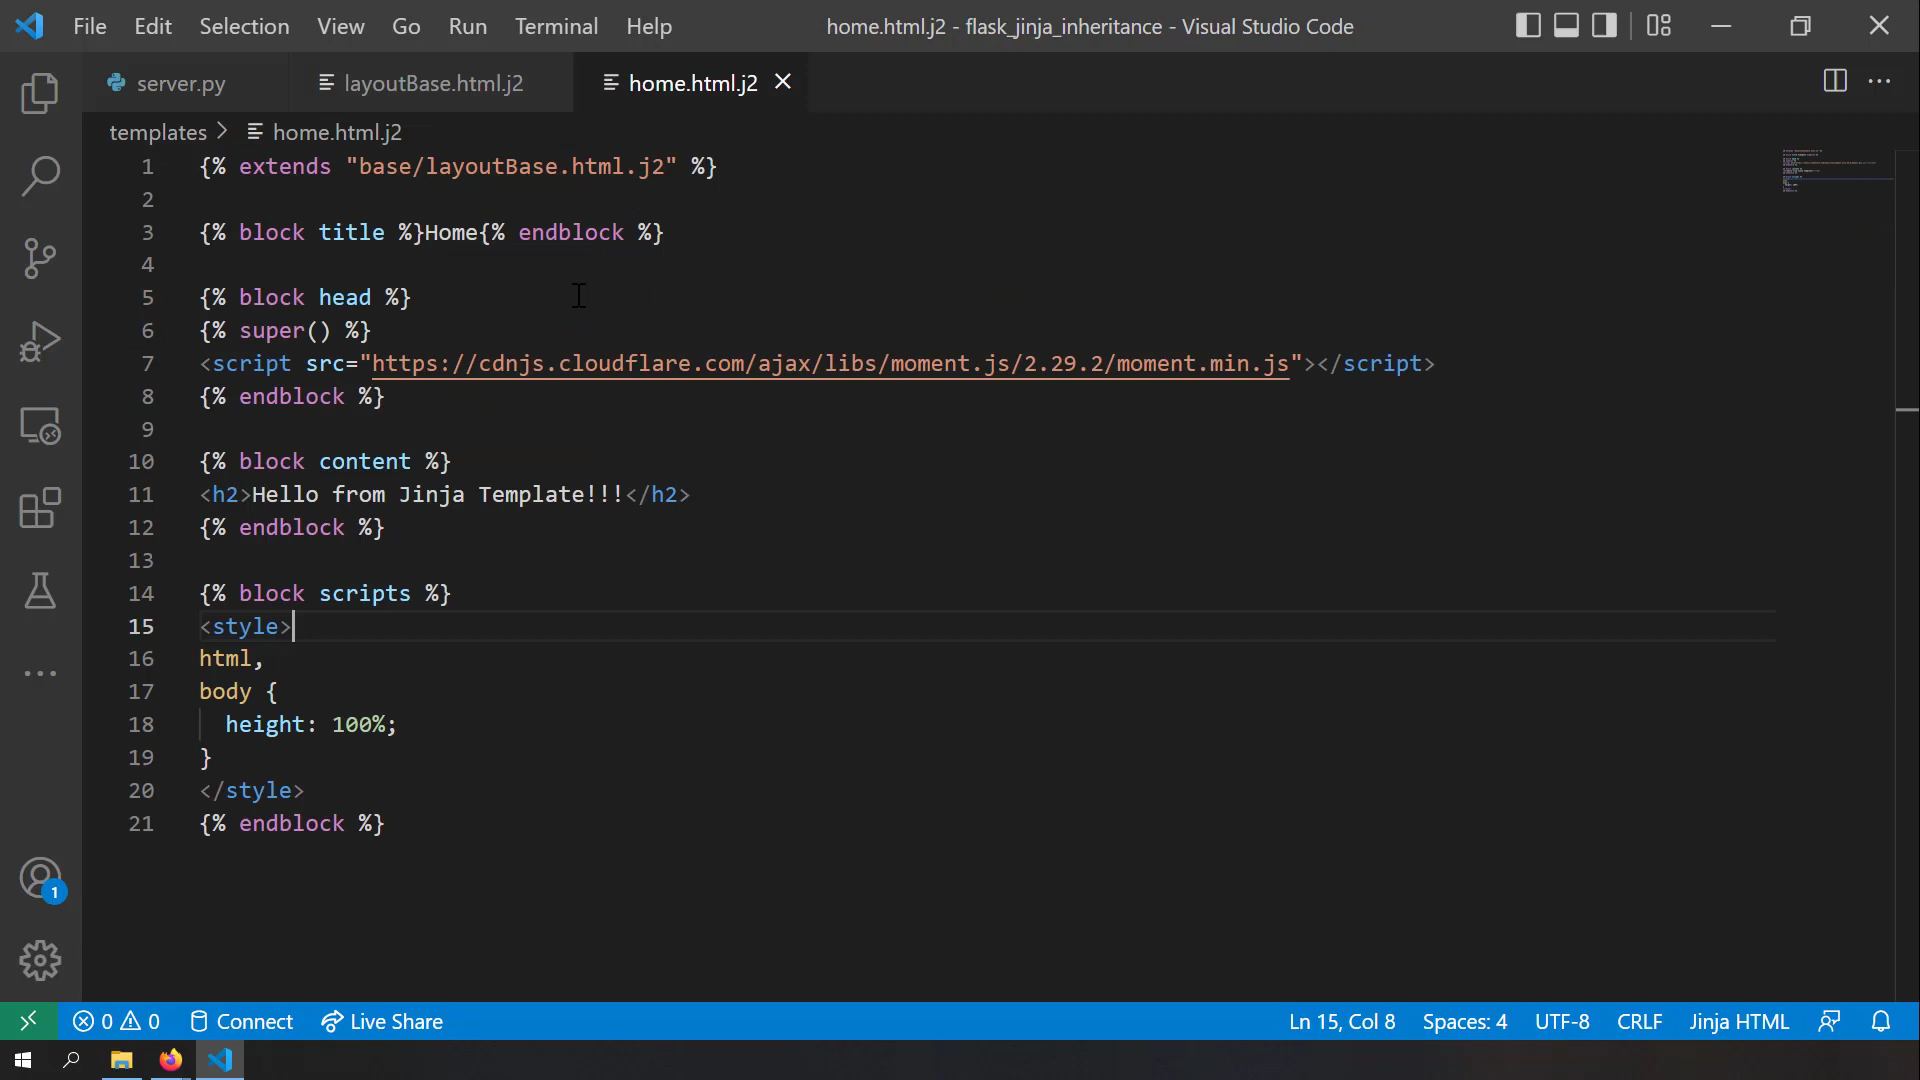 File Edit Selection View Go Run Terminal Help home.html.j2 - flask_jinja_inheritance - Visual Studio Code
server.py layoutBase.html.j2 home.html.j2
templates > home.html.j2
1 {% extends "base/layoutBase.html.j2" %}
2
3 {% block title %}Home{% endblock %}
4
5 {% block head %}
6 {% super() %}
7 <script src="https://cdnjs.cloudflare.com/ajax/libs/moment.js/2.29.2/moment.min.js"></script>
8 {% endblock %}
9
10 {% block content %}
11 <h2>Hello from Jinja Template!!!</h2>
12 {% endblock %}
13
14 {% block scripts %}
15 <style>
16 html,
17 body {
18 height: 100%;
19 }
20 </style>
21 {% endblock %}
1
0 0 Connect Live Share Ln 15, Col 8 Spaces: 4 UTF-8 CRLF Jinja HTML